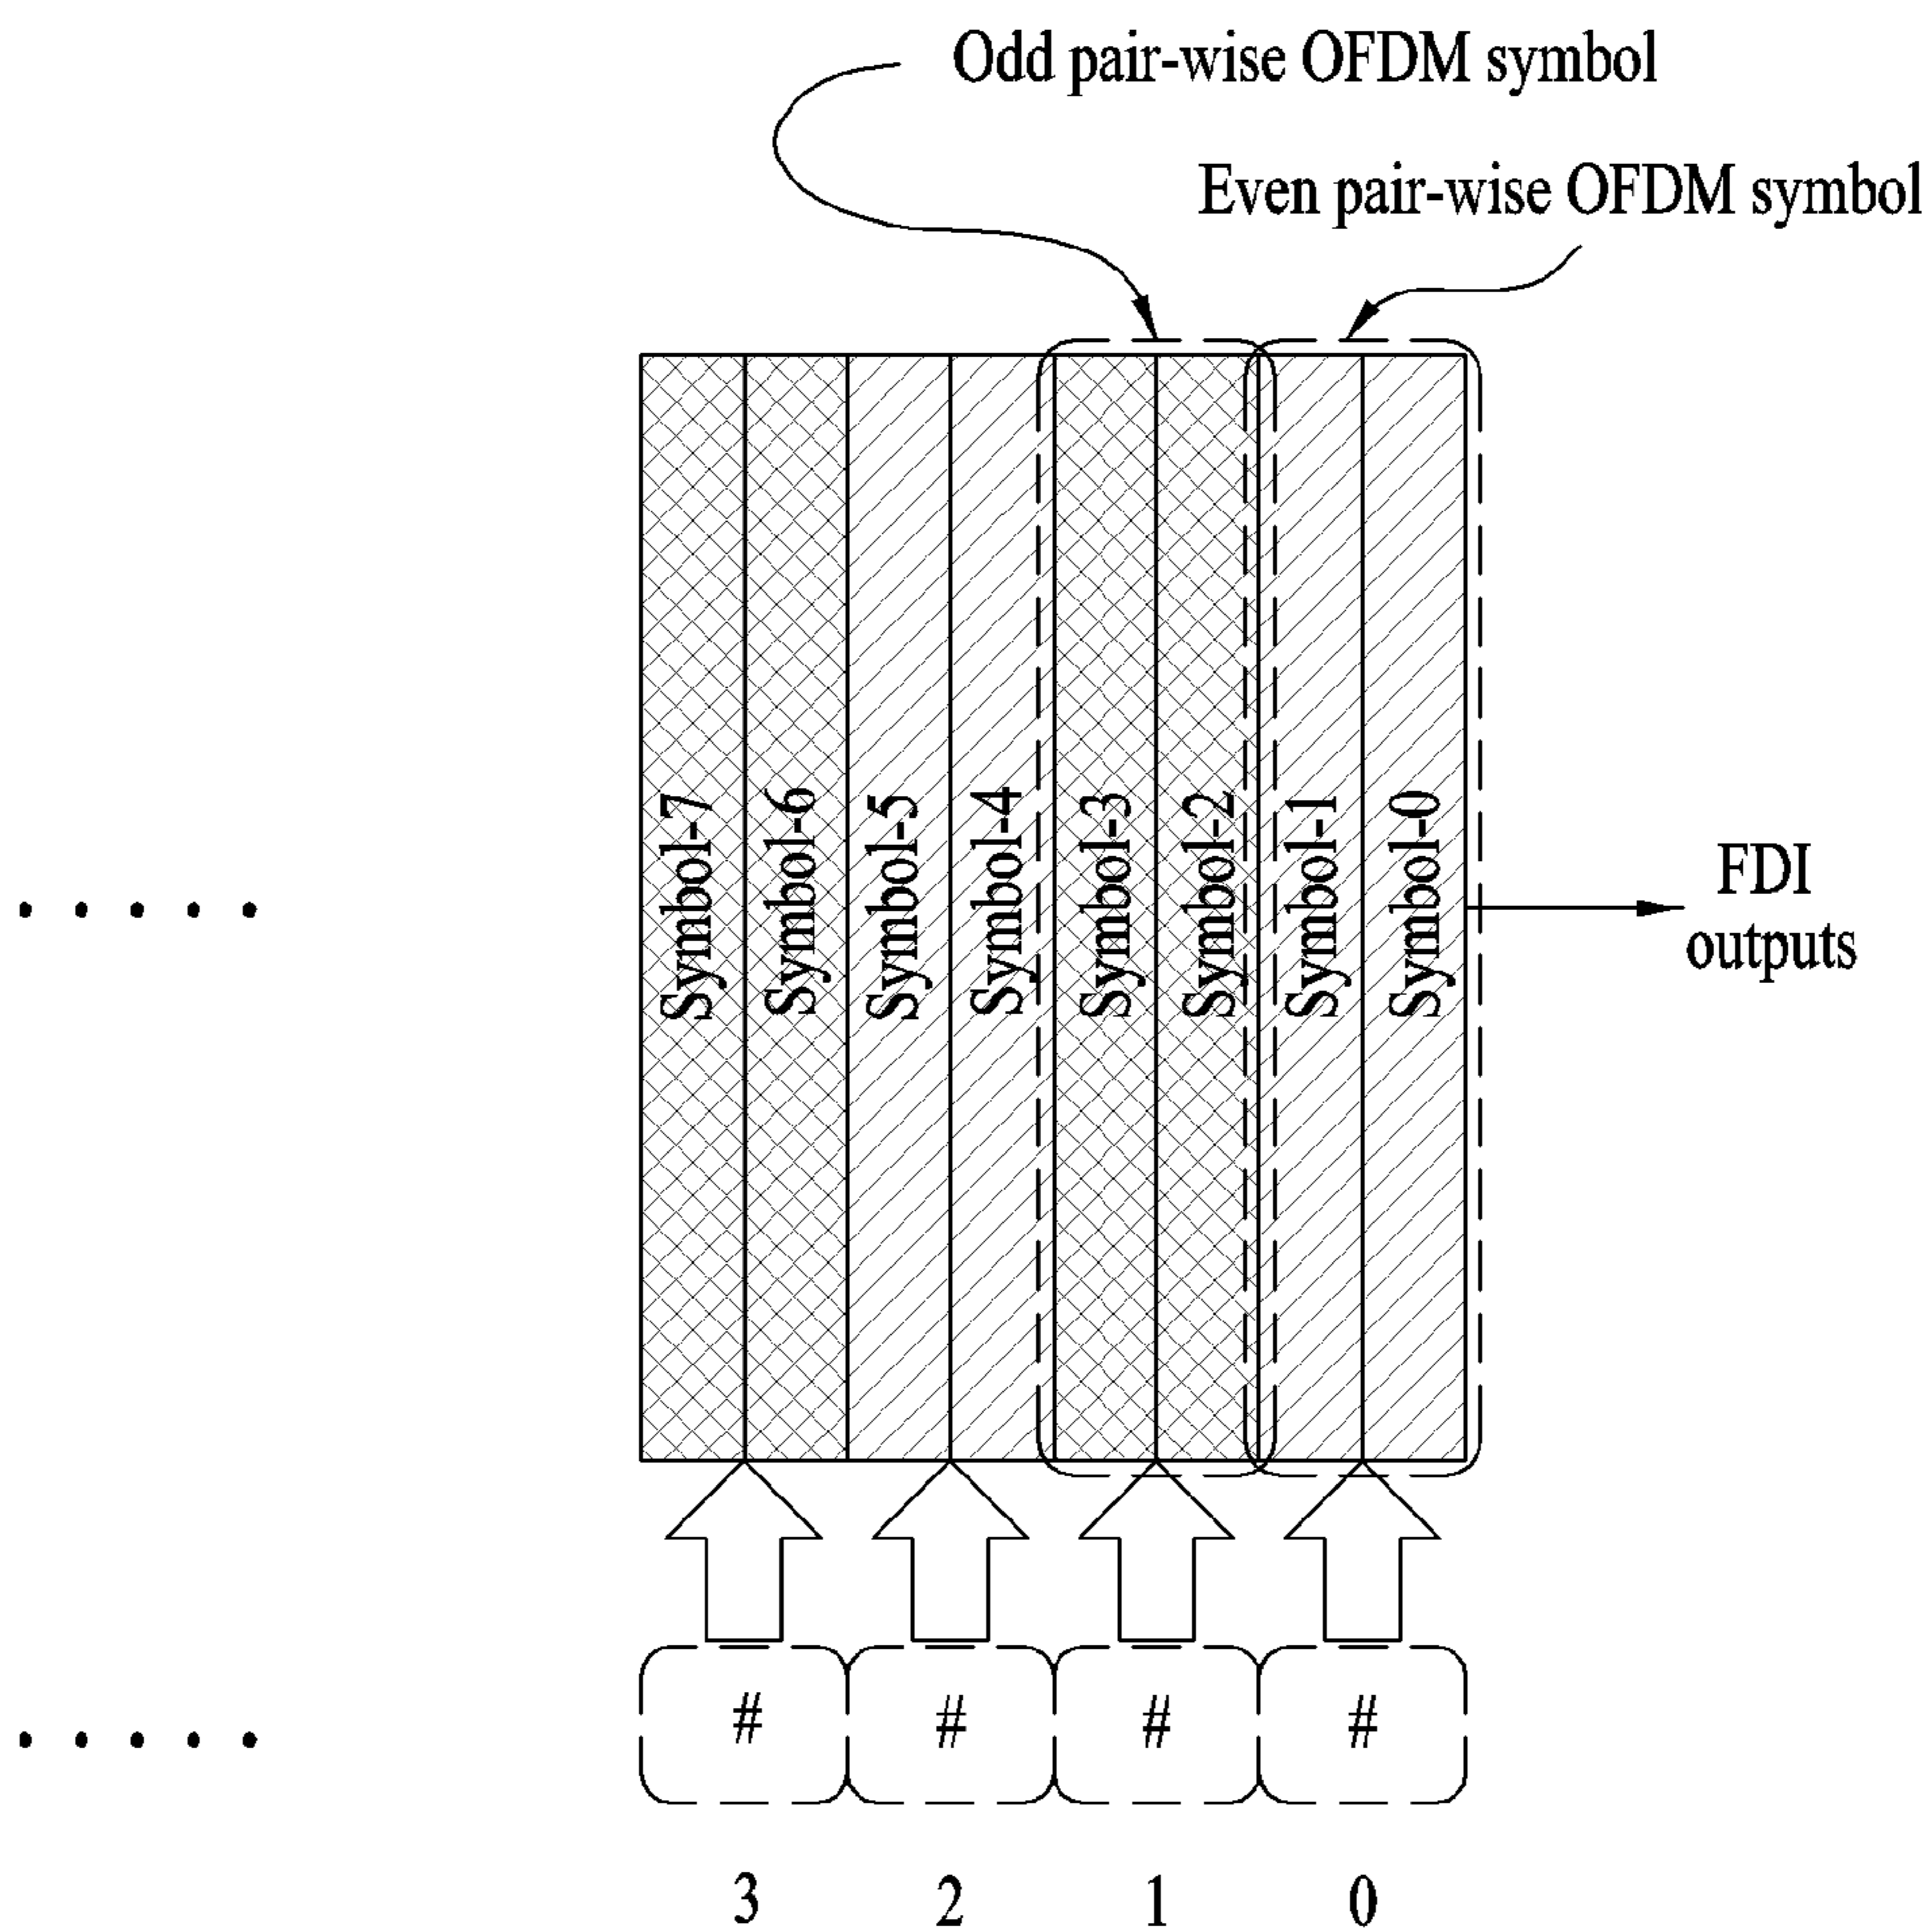 Odd pair-wise OFDM symbol
Even pair-wise OFDM symbol
Symbol-7
Symbol-6
Symbol-5
Symbol-4
Symbol-3
Symbol-2
Symbol-1
Symbol-0
FDI
outputs
# # # #
3 2 1 0